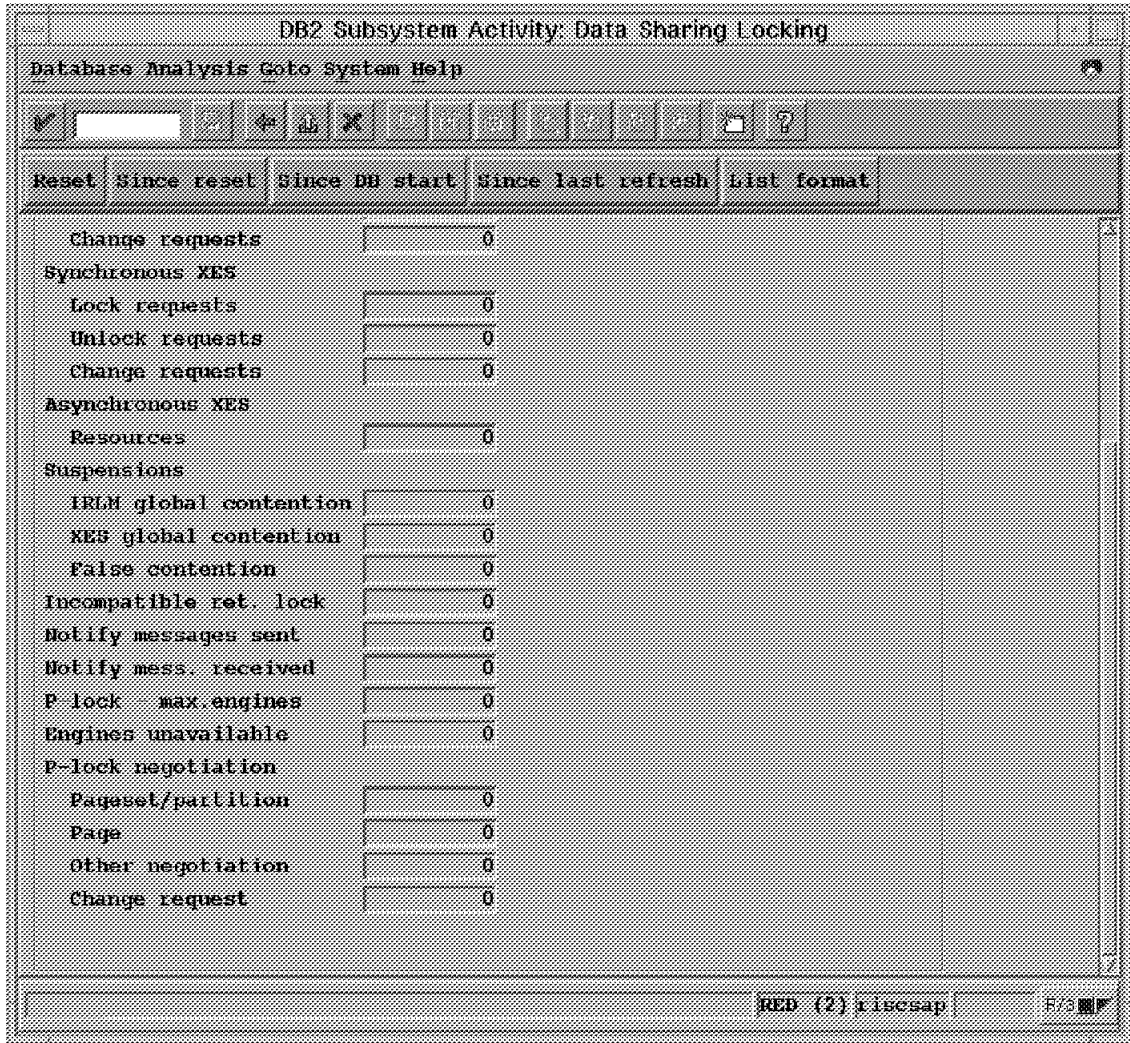 DB2 Subsystem Activity: Data Sharing Locking
Database Analysis Goto System Help
Reset Since reset Since DB start Since last refresh List format
Change requests 0
Synchronous XES
Lock requests 0
Unlock requests 0
Change requests 0
Asynchronous XES
Resources 0
Suspensions
IRLM global contention 0
XES global contention 0
False contention 0
Incompatible ret. lock 0
Notify messages sent 0
Notify mess. received 0
P-lock - max.engines 0
Engines unavailable 0
P-lock negotiation
Pageset/partition 0
Page 0
Other negotiation 0
Change request 0
RED (2) riscsap